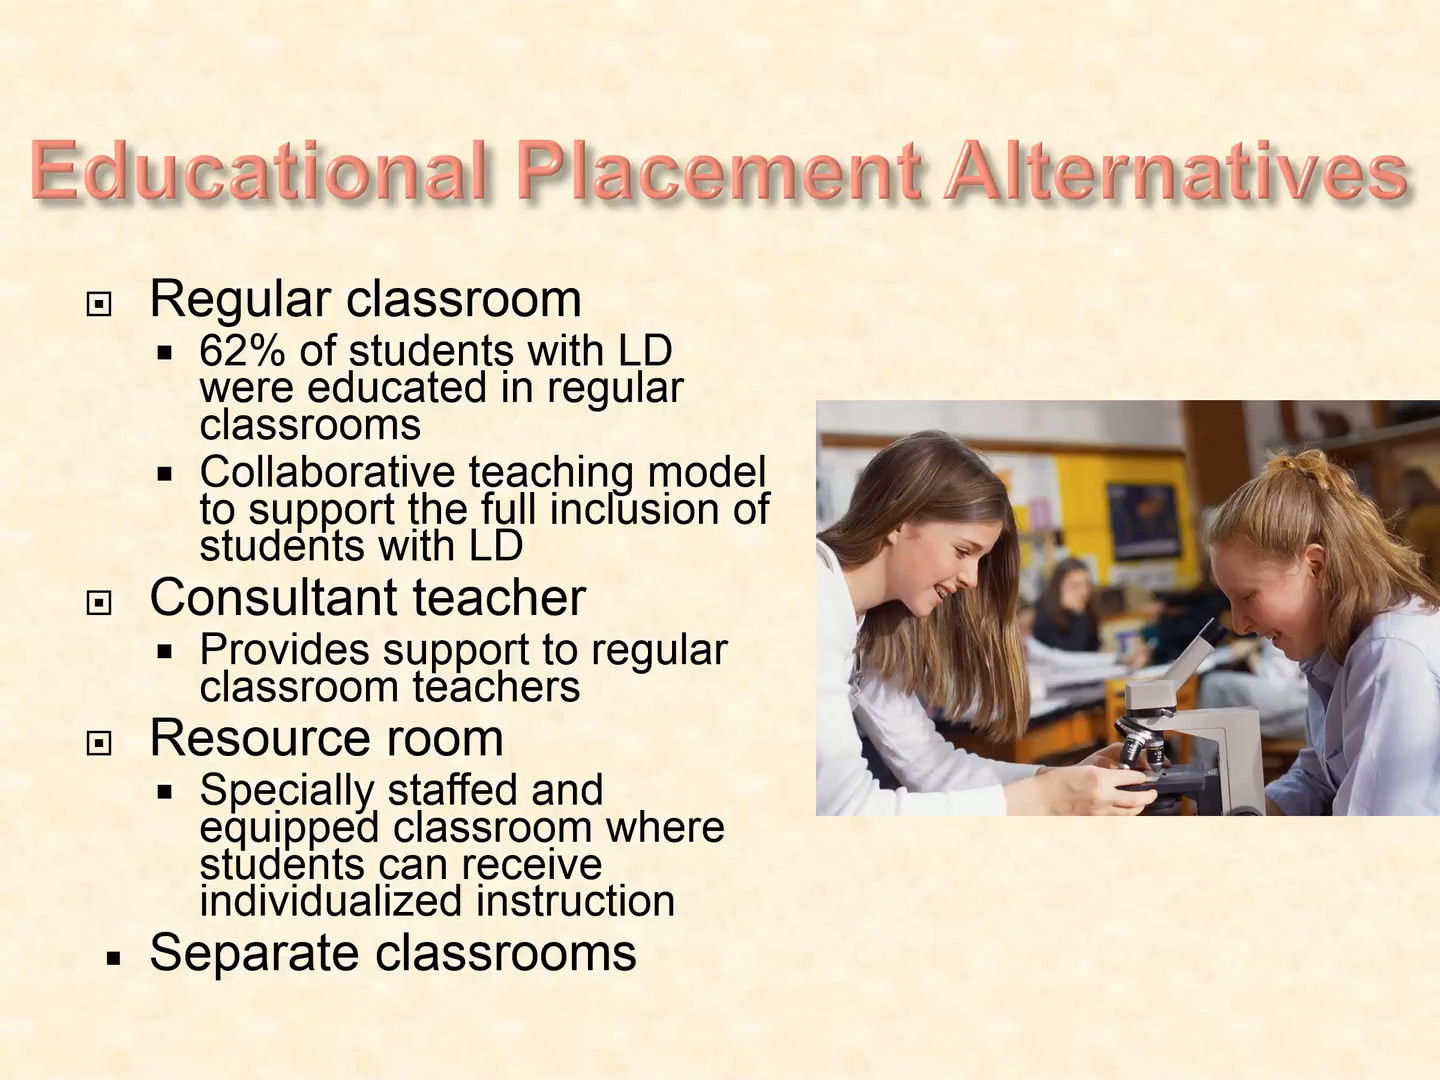 Educational Placement Alternatives
Regular classroom
62% of students with LD
were educated in regular
classrooms
Collaborative teaching model
to support the full inclusion of
students with LD
Consultant teacher
Provides support to regular
classroom teachers
Resource room
Specially staffed and
equipped classroom where
students can receive
individualized instruction
Separate classrooms